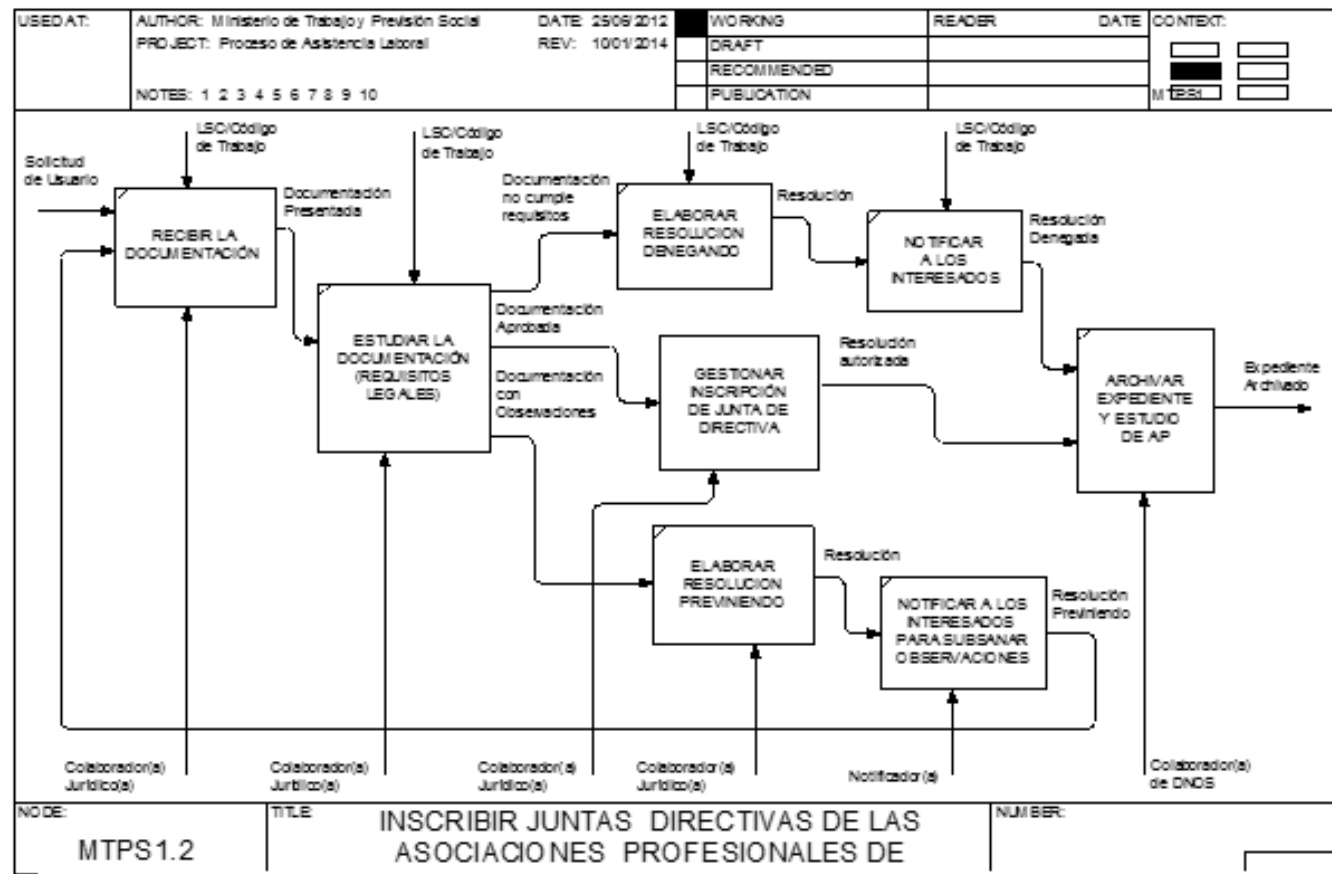 USED AT:
AUTHOR: Ministerio de Trabajo y Previsión Social
DATE: 25/06/2012
PROJECT: Proceso de Asistencia Laboral
REV: 10/01/2014
NOTES: 1 2 3 4 5 6 7 8 9 10
WORKING
DRAFT
RECOMMENDED
PUBLICATION
READER
DATE
CONTEXT:
MTPS1
Solicitud
de Usuario
LSC/Código
de Trabajo
RECIBIR LA
DOCUMENTACIÓN
Documentación
Presentada
LSC/Código
de Trabajo
ESTUDIAR LA
DOCUMENTACIÓN
(REQUISITOS
LEGALES)
Documentación
no cumple
requisitos
LSC/Código
de Trabajo
ELABORAR
RESOLUCION
DENEGANDO
Resolución
LSC/Código
de Trabajo
NOTIFICAR
A LOS
INTERESADOS
Resolución
Denegada
Documentación
Aprobada
GESTIONAR
INSCRIPCIÓN
DE JUNTA DE
DIRECTIVA
Resolución
autorizada
ARCHIVAR
EXPEDIENTE
Y ESTUDIO
DE AP
Expediente
Archivado
Documentación
con
Observaciones
ELABORAR
RESOLUCION
PREVINIENDO
Resolución
NOTIFICAR A LOS
INTERESADOS
PARA SUBSANAR
OBSERVACIONES
Resolución
Previniendo
Colaborador(a)
Jurídico(a)
Colaborador(a)
Jurídico(a)
Colaborador(a)
Jurídico(a)
Colaborador(a)
Jurídico(a)
Notificador(a)
Colaborador(a)
de DNOS
NODE:
MTPS1.2
TITLE:
INSCRIBIR JUNTAS DIRECTIVAS DE LAS
ASOCIACIONES PROFESIONALES DE
NUMBER: